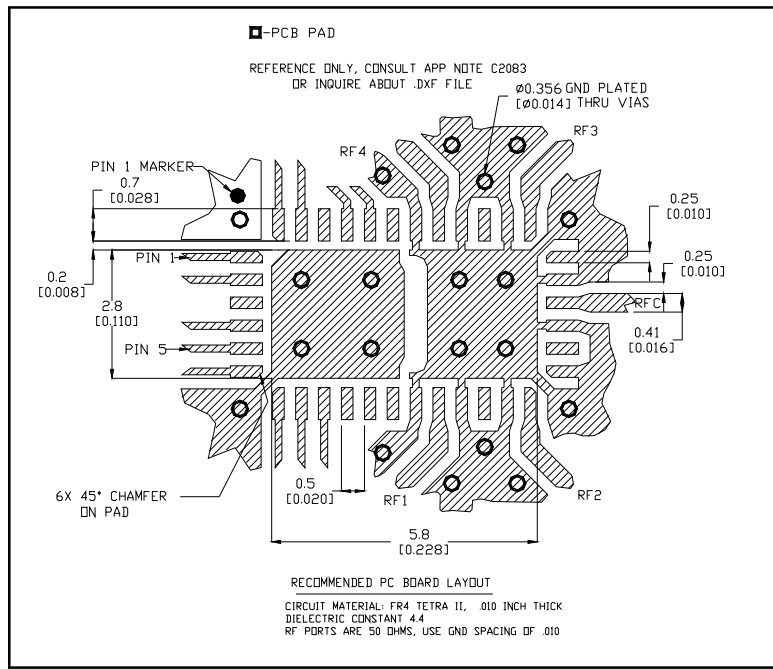 -PCB PAD
REFERENCE ONLY, CONSULT APP NOTE C2083
OR INQUIRE ABOUT .DXF FILE
Ø0.356 GND PLATED
[Ø0.014] THRU VIAS
RF4
RF3
PIN 1 MARKER
0.7
[0.028]
0.25
[0.010]
PIN 1
0.25
[0.010]
0.2
[0.008]
2.8
[0.110]
RFC
0.41
[0.016]
PIN 5
6X 45° CHAMFER
ON PAD
0.5
[0.020]
RF1
RF2
5.8
[0.228]
RECOMMENDED PC BOARD LAYOUT
CIRCUIT MATERIAL: FR4 TETRA II, .010 INCH THICK
DIELECTRIC CONSTANT 4.4
RF PORTS ARE 50 OHMS, USE GND SPACING OF .010